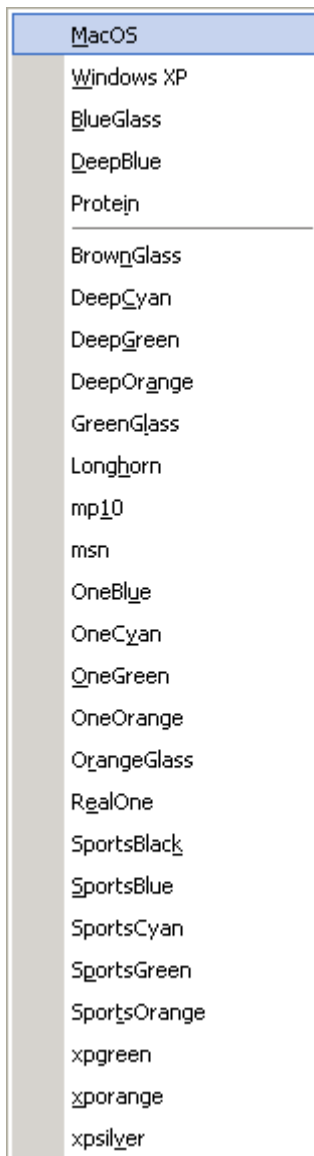 MacOS
Windows XP
BlueGlass
DeepBlue
Protein
BrownGlass
DeepCyan
DeepGreen
DeepOrange
GreenGlass
Longhorn
mp10
msn
OneBlue
OneCyan
OneGreen
OneOrange
OrangeGlass
RealOne
SportsBlack
SportsBlue
SportsCyan
SportsGreen
SportsOrange
xpgreen
xporange
xpsilver